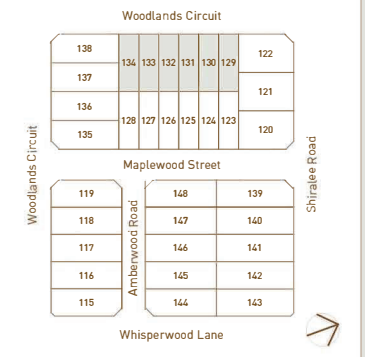 Woodlands Circuit
138
137
136
135
134 133 132 131 130 129
128 127 126 125 124 123
122
121
120
Woodlands Circuit
Maplewood Street
Shiralee Road
119
118
117
116
115
Amberwood Road
148 139
147 140
146 141
145 142
144 143
Whisperwood Lane